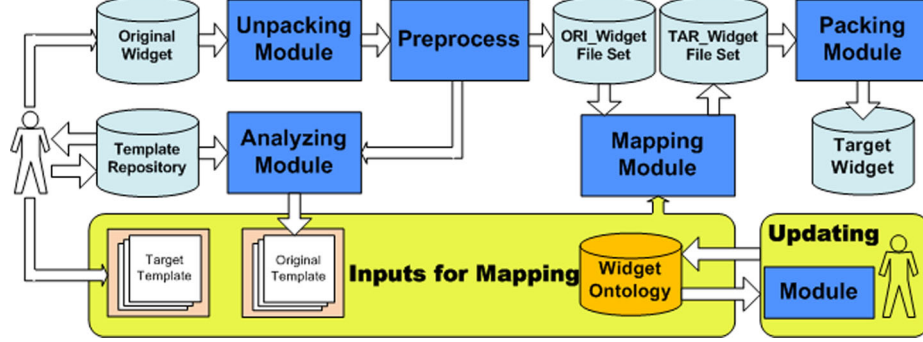 Original
Widget
Unpacking
Module
Preprocess
ORI_Widget
File Set
TAR_Widget
File Set
Packing
Module
Template
Repository
Analyzing
Module
Mapping
Module
Target
Widget
Target
Template
Original
Template
Inputs for Mapping
Widget
Ontology
Updating
Module